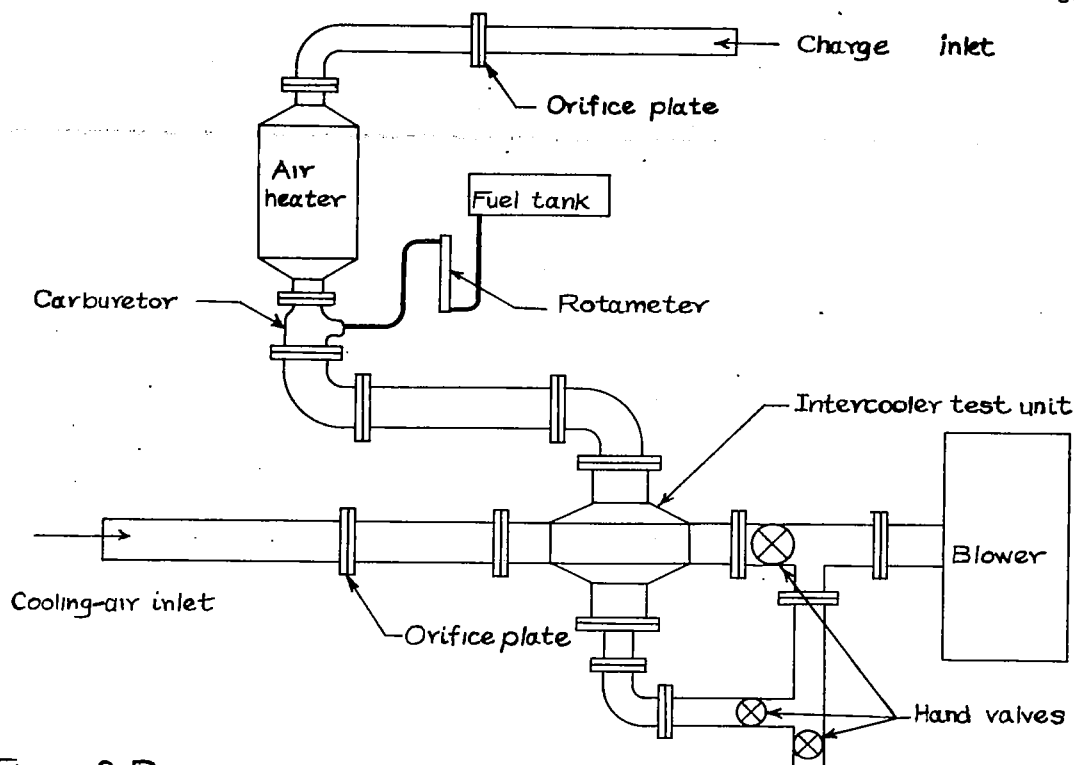 Charge inlet
Orifice plate
Air
heater
Fuel tank
Carburetor
Rotameter
Intercooler test unit
Blower
Cooling-air inlet
Orifice plate
Hand valves